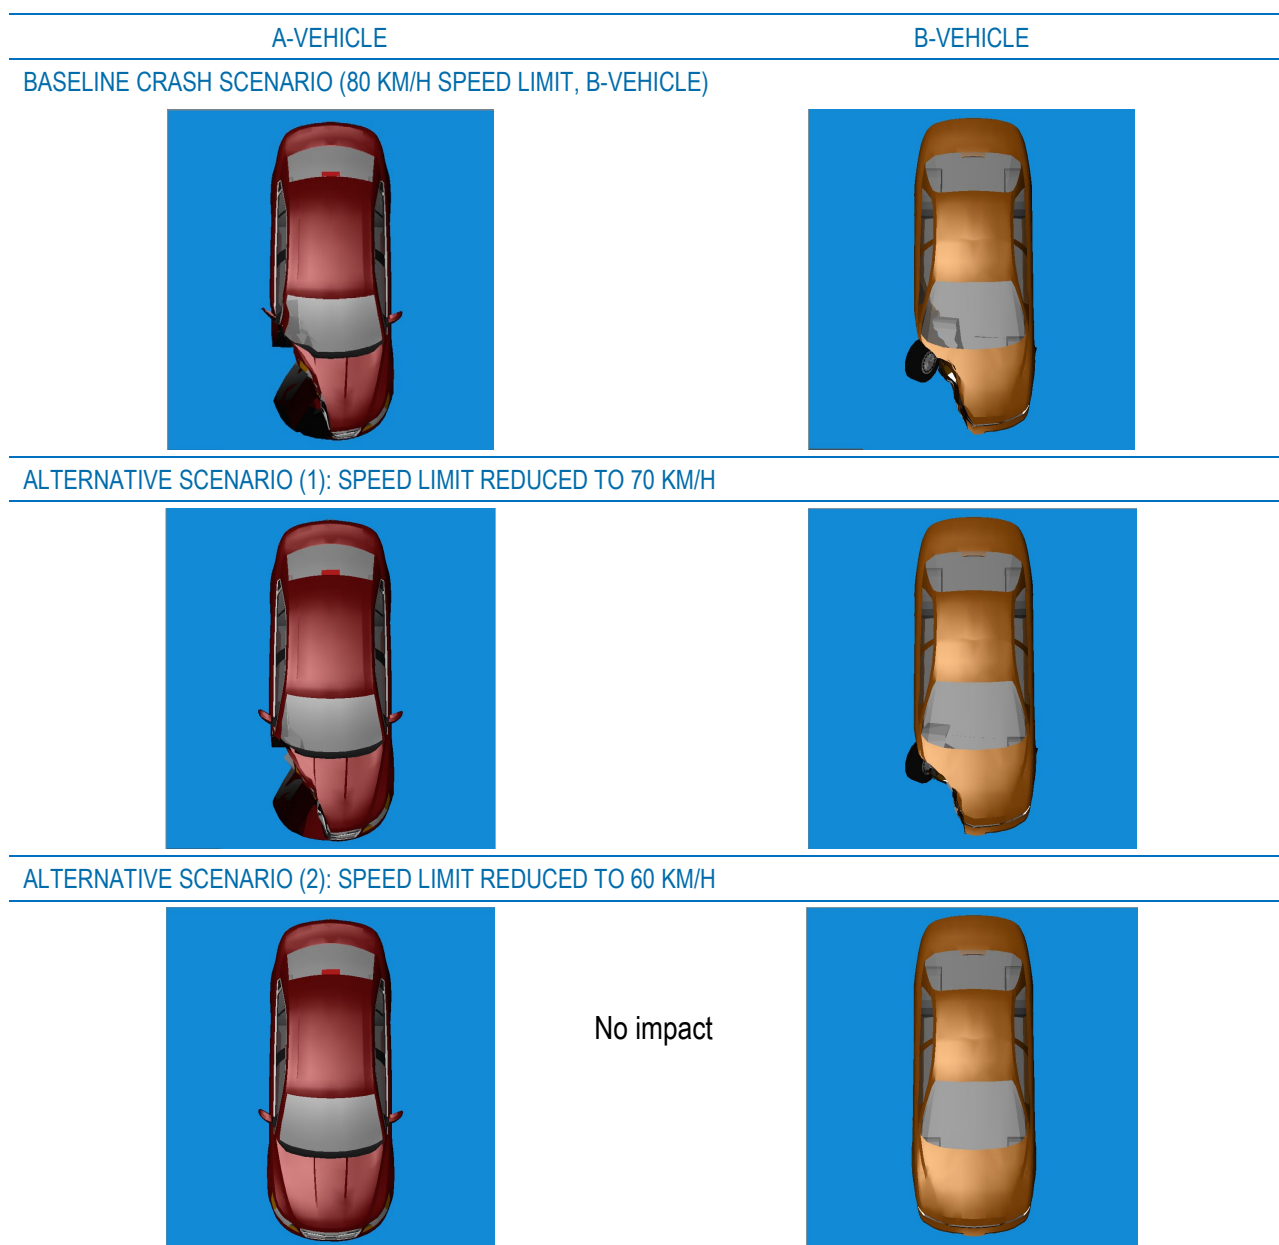 A-VEHICLE
B-VEHICLE
BASELINE CRASH SCENARIO (80 KM/H SPEED LIMIT, B-VEHICLE)
ALTERNATIVE SCENARIO (1): SPEED LIMIT REDUCED TO 70 KM/H
ALTERNATIVE SCENARIO (2): SPEED LIMIT REDUCED TO 60 KM/H
No impact